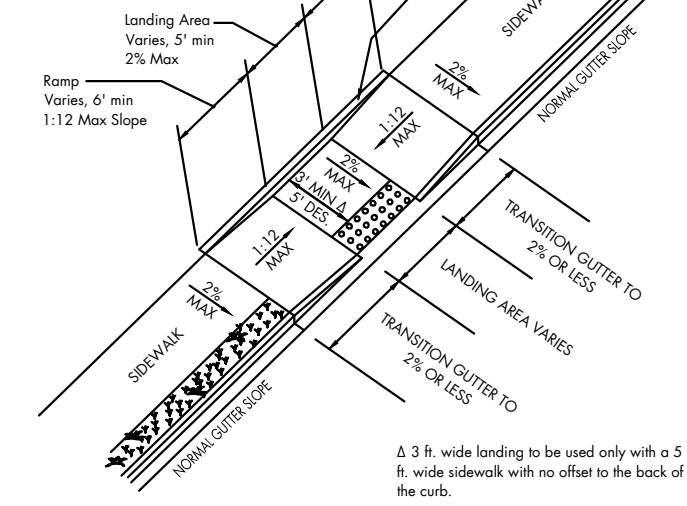 Landing Area
Varies, 5' min
2% Max
Ramp
Varies, 6' min
1:12 Max Slope
2%
MAX
NORMAL GUTTER SLOPE
1:12
MAX
2%
MAX
3' MIN Δ
5' DES.
1:12
MAX
2%
MAX
SIDEWALK
NORMAL GUTTER SLOPE
TRANSITION GUTTER TO
2% OR LESS
LANDING AREA VARIES
TRANSITION GUTTER TO
2% OR LESS
Δ 3 ft. wide landing to be used only with a 5
ft. wide sidewalk with no offset to the back of
the curb.